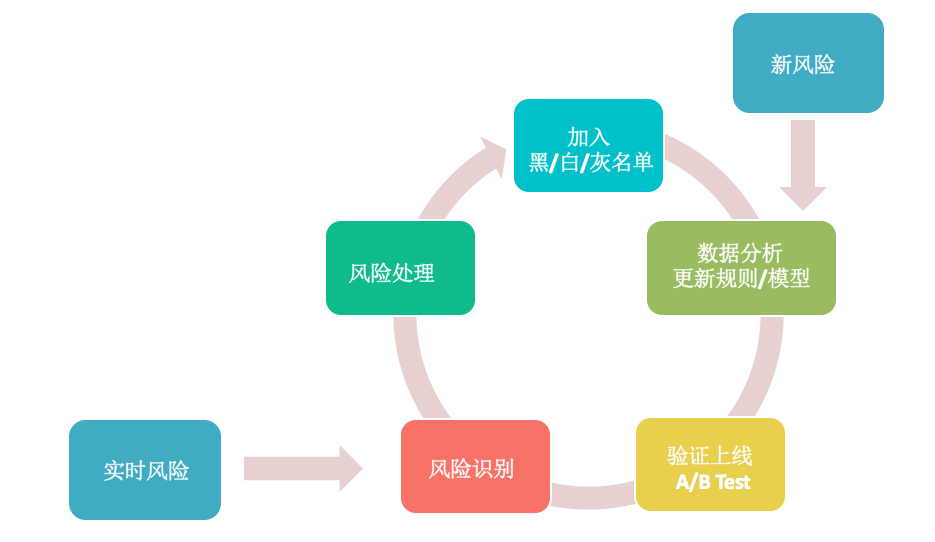 新风险
加入
黑/白/灰名单
数据分析
更新规则/模型
风险处理
验证上线
A/B Test
风险识别
实时风险